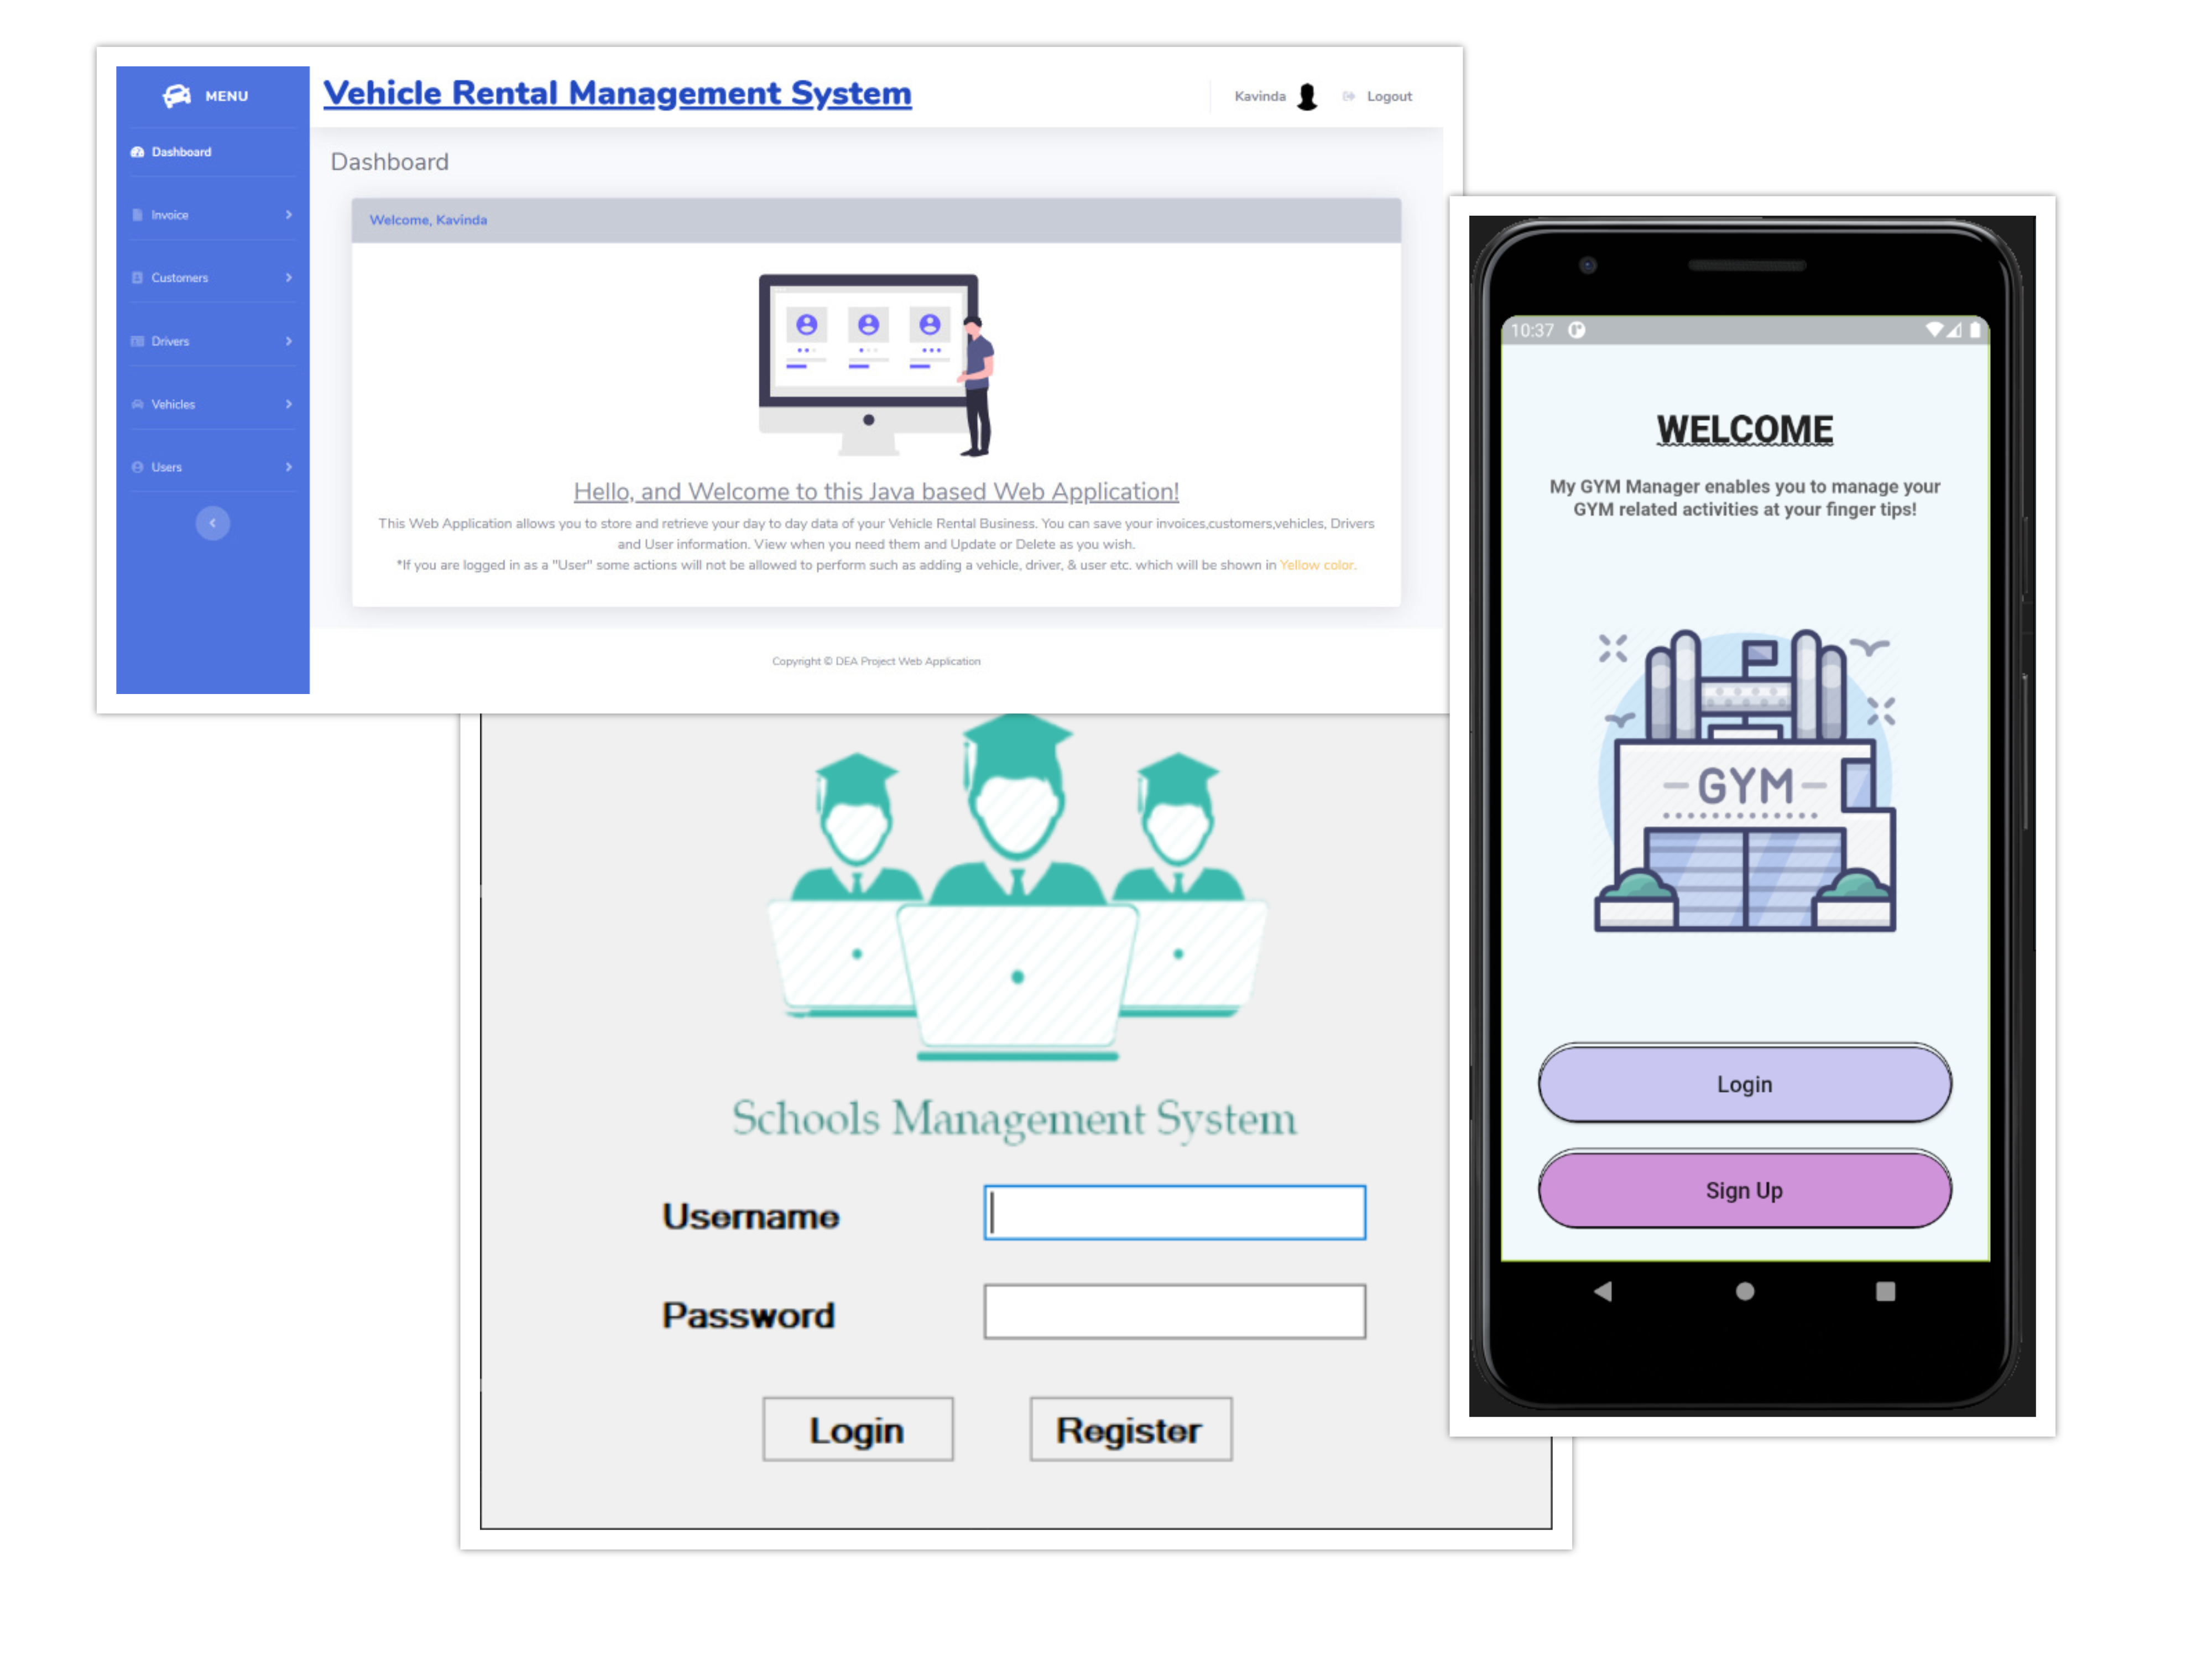 MENU
Dashboard
Invoice
Customers
Drivers
Vehicles
Users
Vehicle Rental Management System
Kavinda
Logout
Dashboard
Welcome, Kavinda
Hello, and Welcome to this Java based Web Application!
This Web Application allows you to store and retrieve your day to day data of your Vehicle Rental Business. You can save your invoices,customers,vehicles, Drivers
and User information. View when you need them and Update or Delete as you wish.
*If you are logged in as a "User" some actions will not be allowed to perform such as adding a vehicle, driver, & user etc. which will be shown in Yellow color.
Copyright © DEA Project Web Application
10:37
WELCOME
My GYM Manager enables you to manage your
GYM related activities at your finger tips!
GYM
Login
Sign Up
Schools Management System
Username
Password
Login
Register